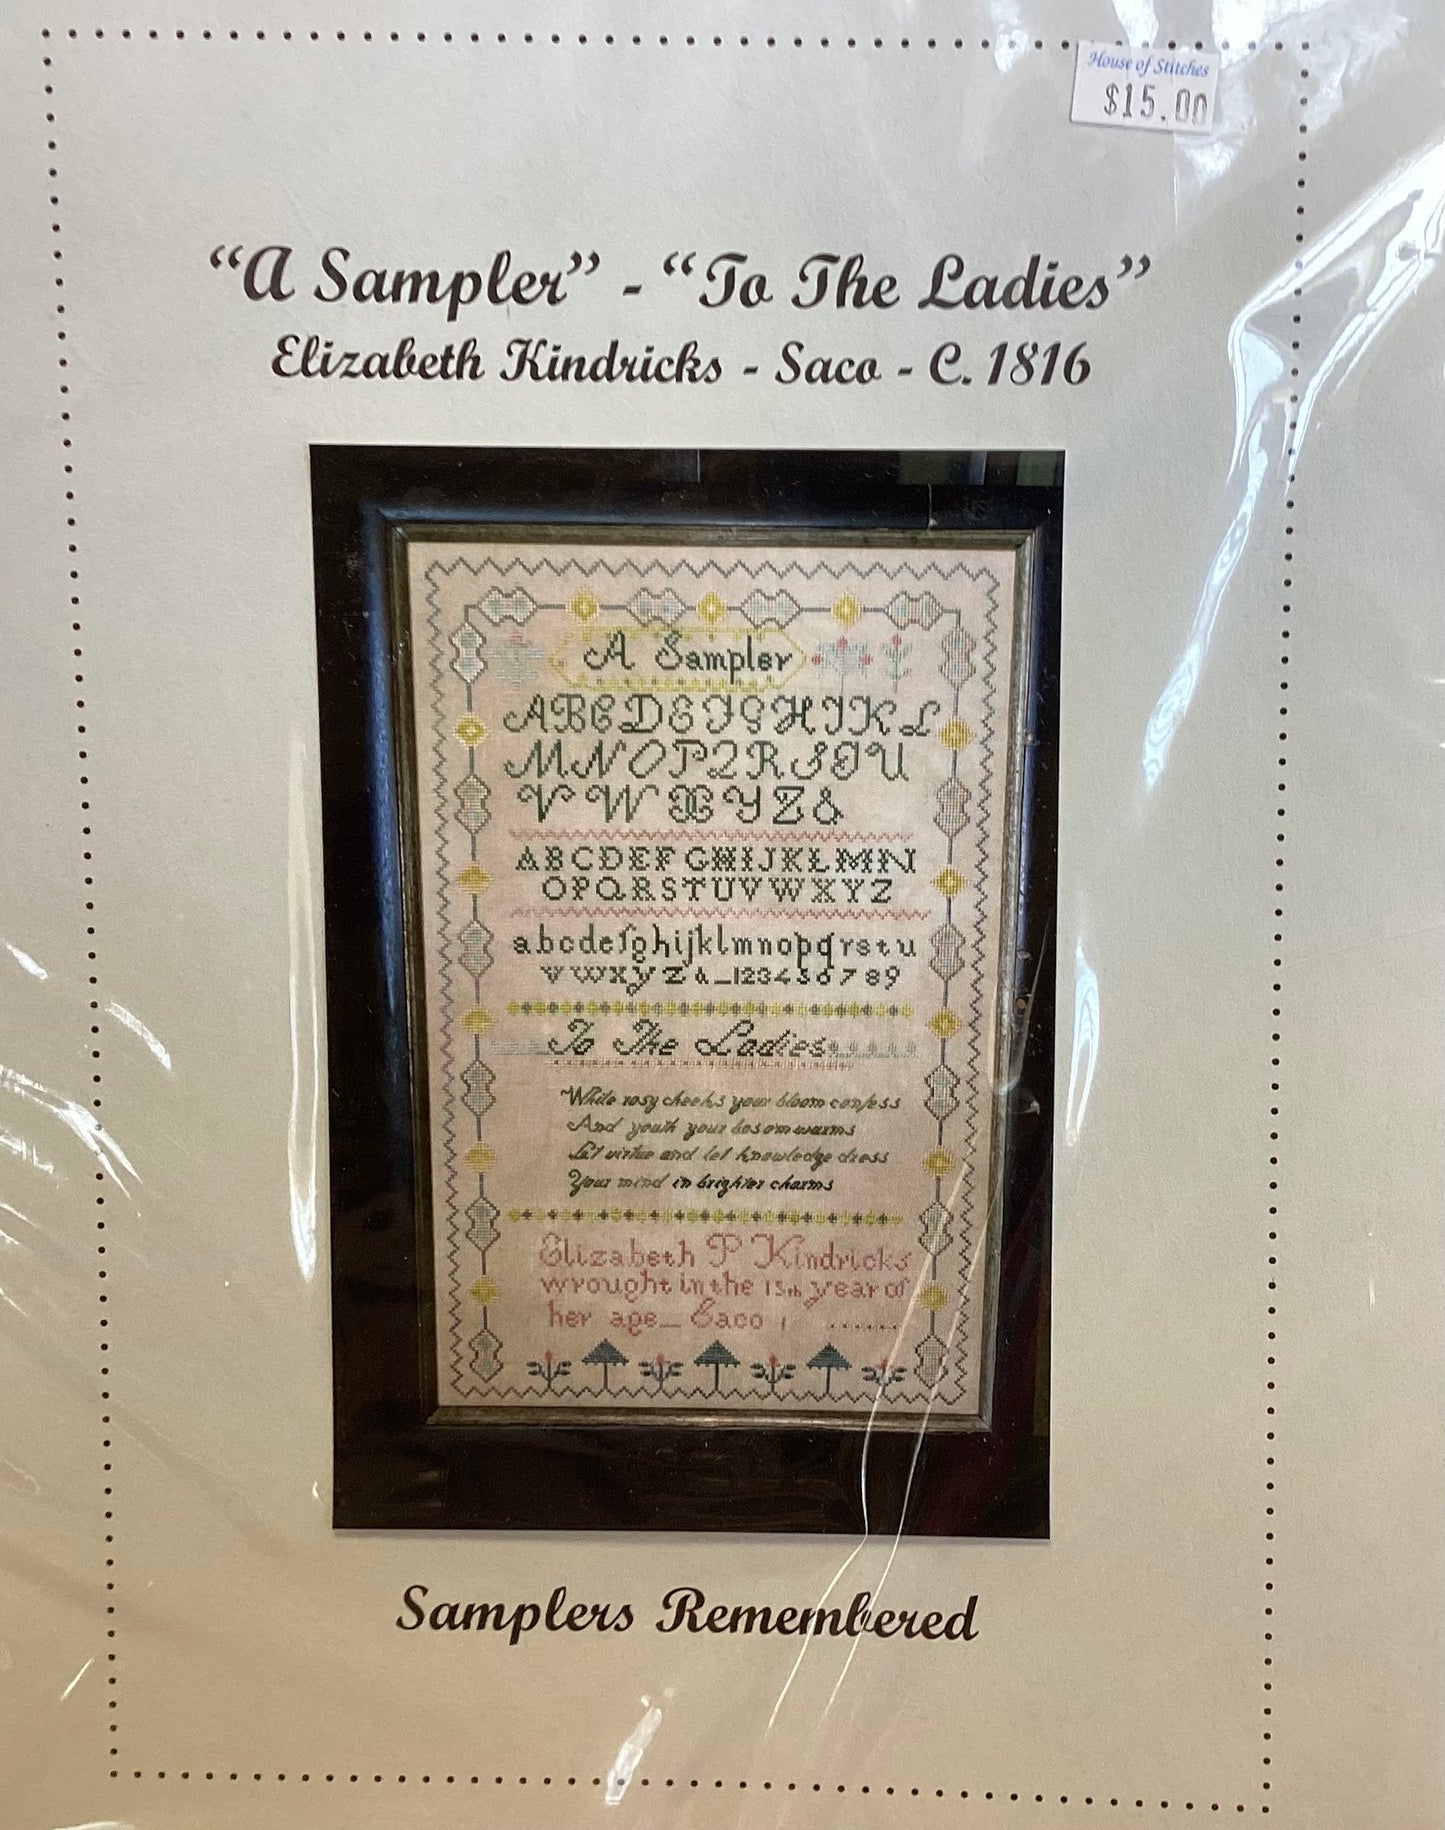 House of Stitches
$15.00
“A Sampler” - “To The Ladies”
Elizabeth Kindricks - Saco - C. 1816
A Sampler
ABCDEFGHIJKL
MNOPQRSTU
VWXYZ&
ABCDEFGHIJKLMN
OPQRSTUVWXYZ
abcdefghijklmnopqrstu
vwxyz&_123456789
To The Ladies
While rosy cheeks your bloom confess
And youth your bosom warms
Let virtue and let knowledge dress
Your mind in brighter charms
Elizabeth P Kindricks
wrought in the 15th year of
her age_ Saco
Samplers Remembered